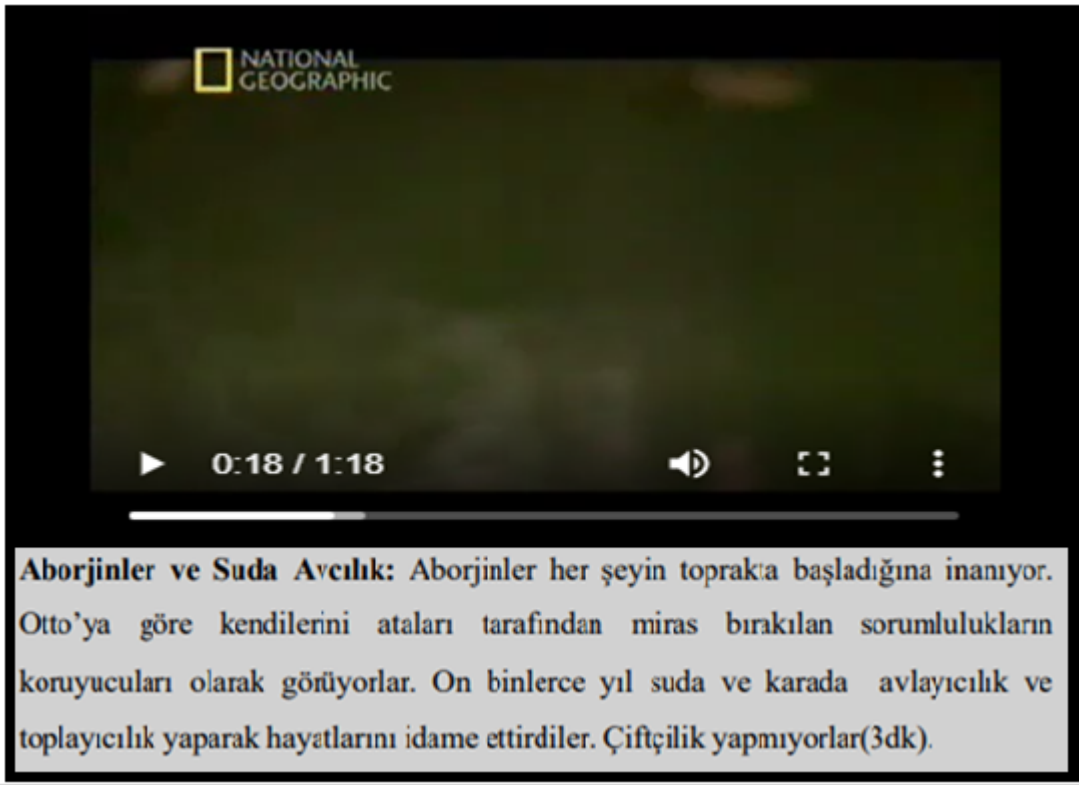 NATIONAL
GEOGRAPHIC
0:18 / 1:18
Aborjinler ve Suda Avcılık: Aborjinler her şeyin toprakta başladığına inanıyor.
Otto’ya göre kendilerini ataları tarafından miras bırakılan sorumlulukların
koruyucuları olarak görüyorlar. On binlerce yıl suda ve karada avlayıcılık ve
toplayıcılık yaparak hayatlarını idame ettirdiler. Çiftçilik yapmıyorlar(3dk).